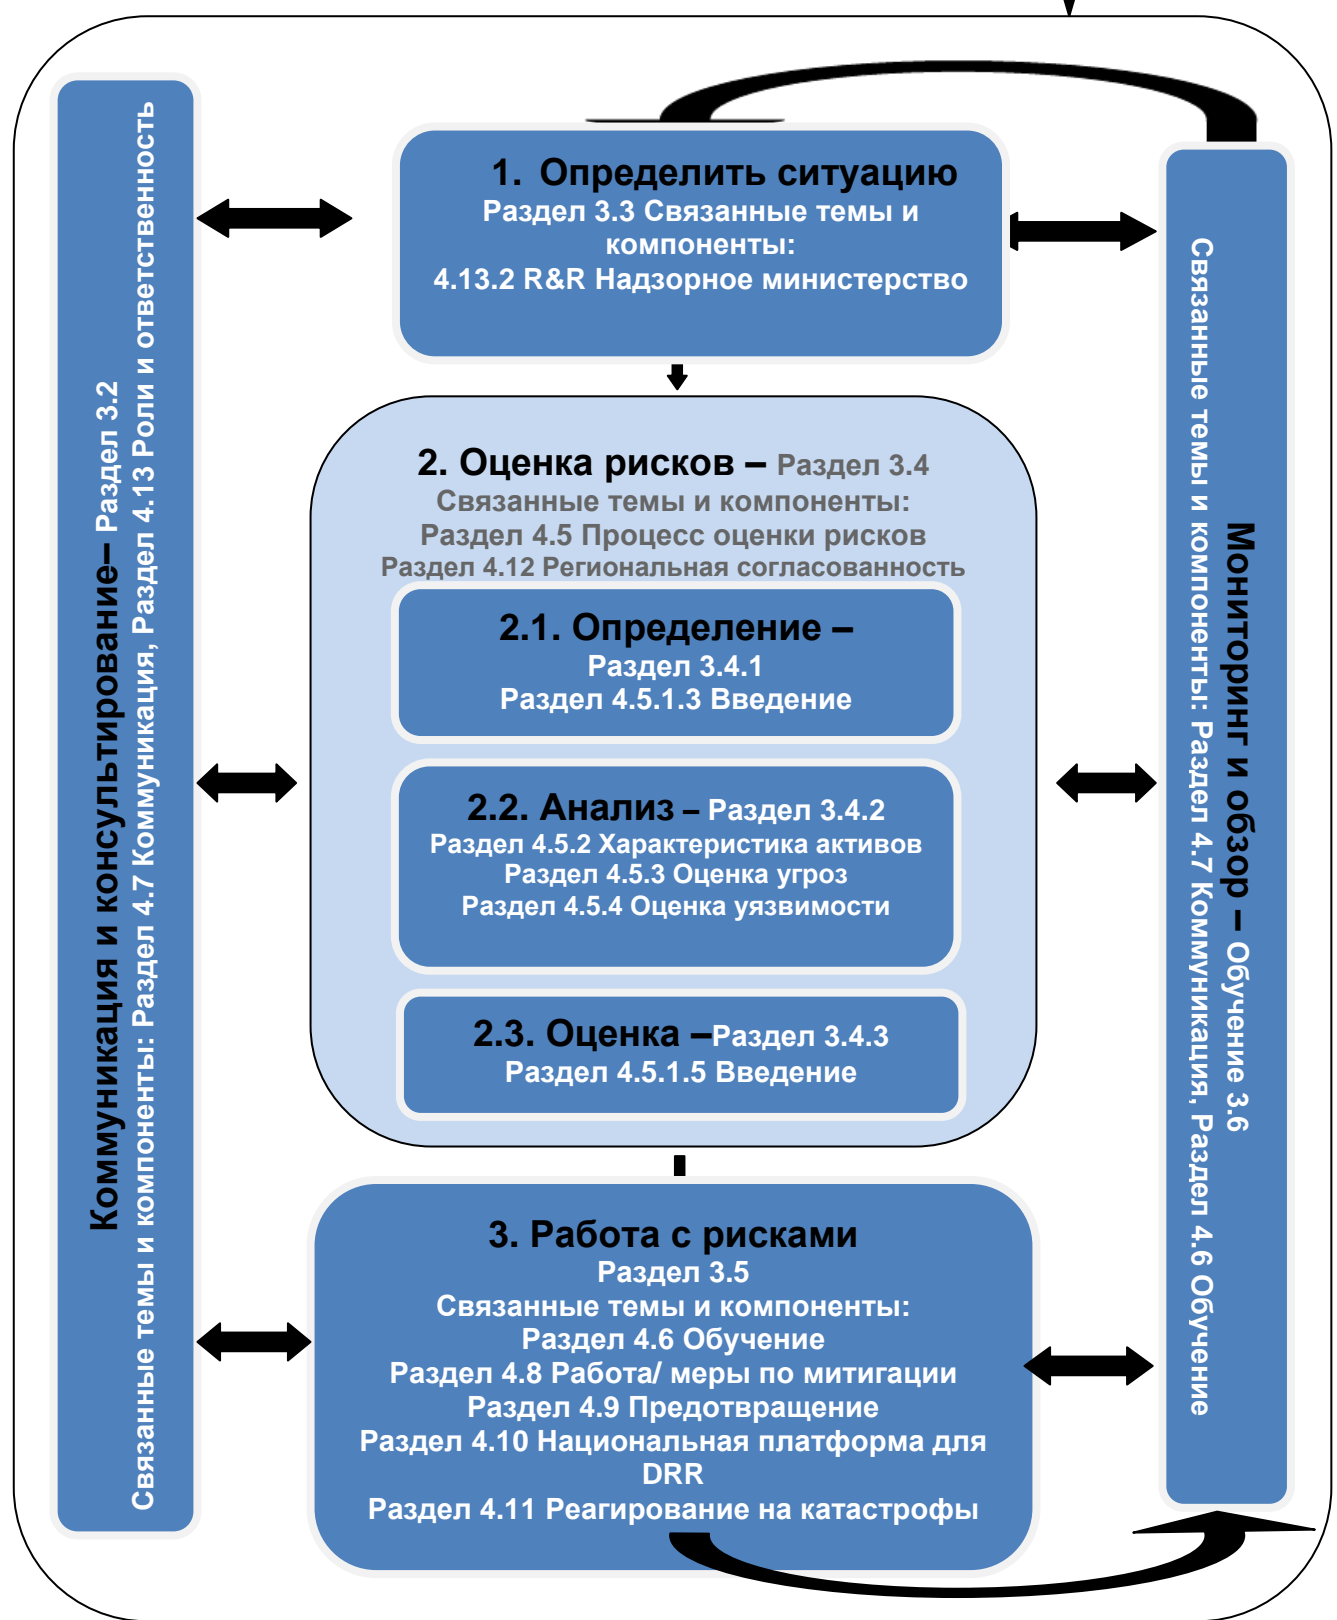 Коммуникация и консультирование– Раздел 3.2
Связанные темы и компоненты: Раздел 4.7 Коммуникация, Раздел 4.13 Роли и ответственность
1. Определить ситуацию
Раздел 3.3 Связанные темы и
компоненты:
4.13.2 R&R Надзорное министерство
2. Оценка рисков – Раздел 3.4
Связанные темы и компоненты:
Раздел 4.5 Процесс оценки рисков
Раздел 4.12 Региональная согласованность
2.1. Определение –
Раздел 3.4.1
Раздел 4.5.1.3 Введение
2.2. Анализ – Раздел 3.4.2
Раздел 4.5.2 Характеристика активов
Раздел 4.5.3 Оценка угроз
Раздел 4.5.4 Оценка уязвимости
2.3. Оценка –Раздел 3.4.3
Раздел 4.5.1.5 Введение
3. Работа с рисками
Раздел 3.5
Связанные темы и компоненты:
Раздел 4.6 Обучение
Раздел 4.8 Работа/ меры по митигации
Раздел 4.9 Предотвращение
Раздел 4.10 Национальная платформа для
DRR
Раздел 4.11 Реагирование на катастрофы
Мониторинг и обзор – Обучение 3.6
Связанные темы и компоненты: Раздел 4.7 Коммуникация, Раздел 4.6 Обучение